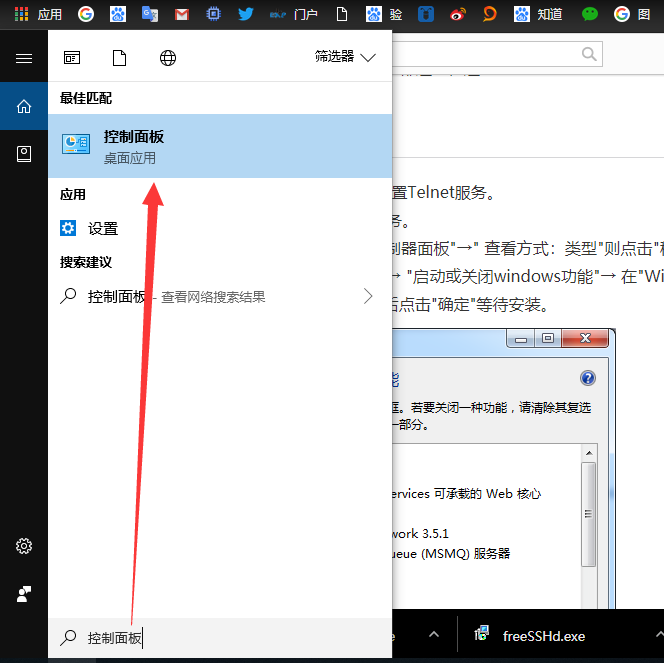 应用
门户
验
知道
图
筛选器
最佳匹配
控制面板
桌面应用
应用
设置
搜索建议
控制面板 - 查看网络搜索结果
控制面板
置Telnet服务。
务。
制器面板"→" 查看方式：类型"则点击"
→ "启动或关闭windows功能"→ 在"Wi
后点击"确定"等待安装。
能
框。若要关闭一种功能，请清除其复选
一部分。
ervices 可承载的 Web 核心
work 3.5.1
ueue (MSMQ) 服务器
e
freeSSHd.exe